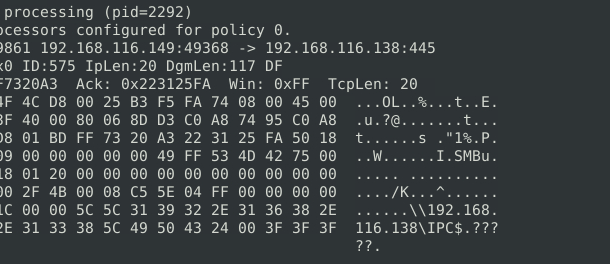 processing (pid=2292)
ocessors configured for policy 0.
9861 192.168.116.149:49368 -> 192.168.116.138:445
x0 ID:575 IpLen:20 DgmLen:117 DF
F7320A3  Ack: 0x223125FA  Win: 0xFF  TcpLen: 20
4F 4C D8 00 25 B3 F5 FA 74 08 00 45 00  ...OL..%...t..E.
3F 40 00 80 06 8D D3 C0 A8 74 95 C0 A8  .u.?@.......t...
D8 01 BD FF 73 20 A3 22 31 25 FA 50 18  t......s ."1%.P.
09 00 00 00 00 00 49 FF 53 4D 42 75 00  ..W......I.SMBu.
18 01 20 00 00 00 00 00 00 00 00 00 00  ..... ..........
00 2F 4B 00 08 C5 5E 04 FF 00 00 00 00  ..../K...^......
1C 00 00 5C 5C 31 39 32 2E 31 36 38 2E  ......\\192.168.
2E 31 33 38 5C 49 50 43 24 00 3F 3F 3F  116.138\IPC$.???
??.